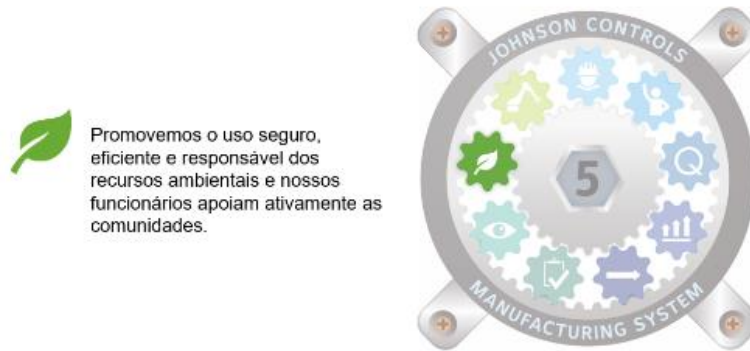 Promovemos o uso seguro,
eficiente e responsável dos
recursos ambientais e nossos
funcionários apoiam ativamente as
comunidades.
JOHNSON CONTROLS
5
MANUFACTURING SYSTEM